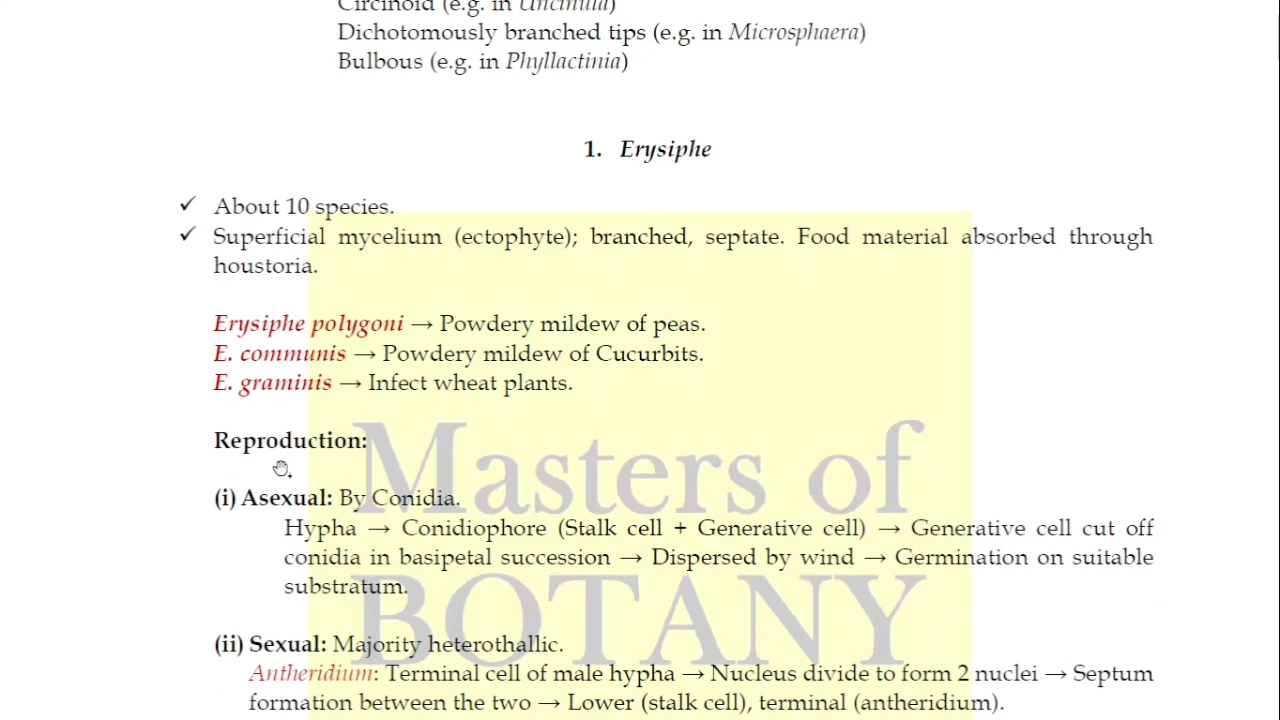 Circinoid (e.g. in Uncinula)
Dichotomously branched tips (e.g. in Microsphaera)
Bulbous (e.g. in Phyllactinia)
1. Erysiphe
✓ About 10 species.
✓ Superficial mycelium (ectophyte); branched, septate. Food material absorbed through
houstoria.
Erysiphe polygoni → Powdery mildew of peas.
E. communis → Powdery mildew of Cucurbits.
E. graminis → Infect wheat plants.
Reproduction:
(i) Asexual: By Conidia.
Hypha → Conidiophore (Stalk cell + Generative cell) → Generative cell cut off
conidia in basipetal succession → Dispersed by wind → Germination on suitable
substratum.
(ii) Sexual: Majority heterothallic.
Antheridium: Terminal cell of male hypha → Nucleus divide to form 2 nuclei → Septum
formation between the two → Lower (stalk cell), terminal (antheridium).
Masters of
BOTANY